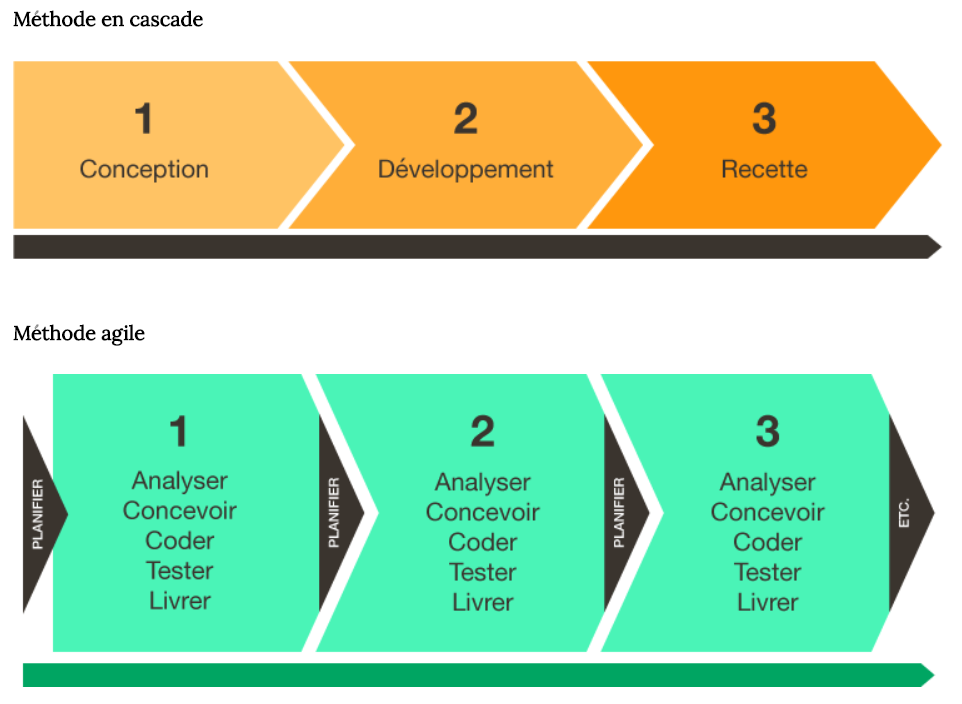 Méthode en cascade
1
Conception
2
Développement
3
Recette
Méthode agile
PLANIFIER
1
Analyser
Concevoir
Coder
Tester
Livrer
PLANIFIER
2
Analyser
Concevoir
Coder
Tester
Livrer
PLANIFIER
3
Analyser
Concevoir
Coder
Tester
Livrer
ETC.